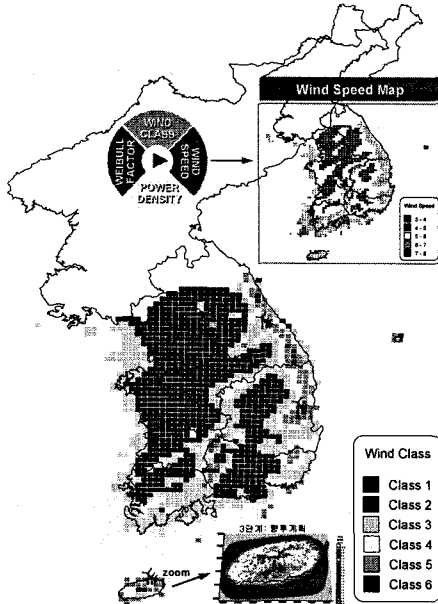 Wind Speed Map
WIND CLASS
WEIBULL FACTOR
WIND SPEED
POWER DENSITY
Wind Speed
3 - 4
4 - 5
5 - 6
6 - 7
7 - 8
Wind Class
Class 1
Class 2
Class 3
Class 4
Class 5
Class 6
3단계: 향후계획
zoom